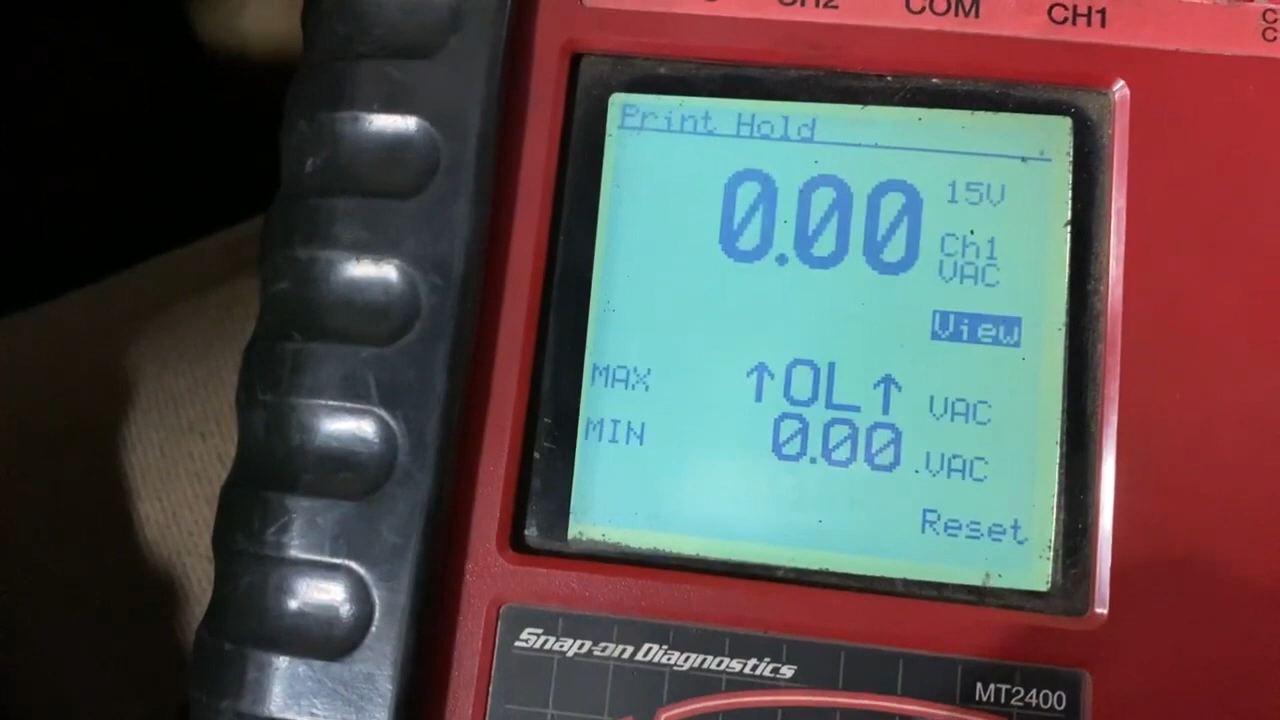 CH2 COM CH1
Print Hold
0.00 15V
Ch1
VAC
View
MAX ↑OL↑ VAC
MIN 0.00 .VAC
Reset
Snap-on Diagnostics
MT2400